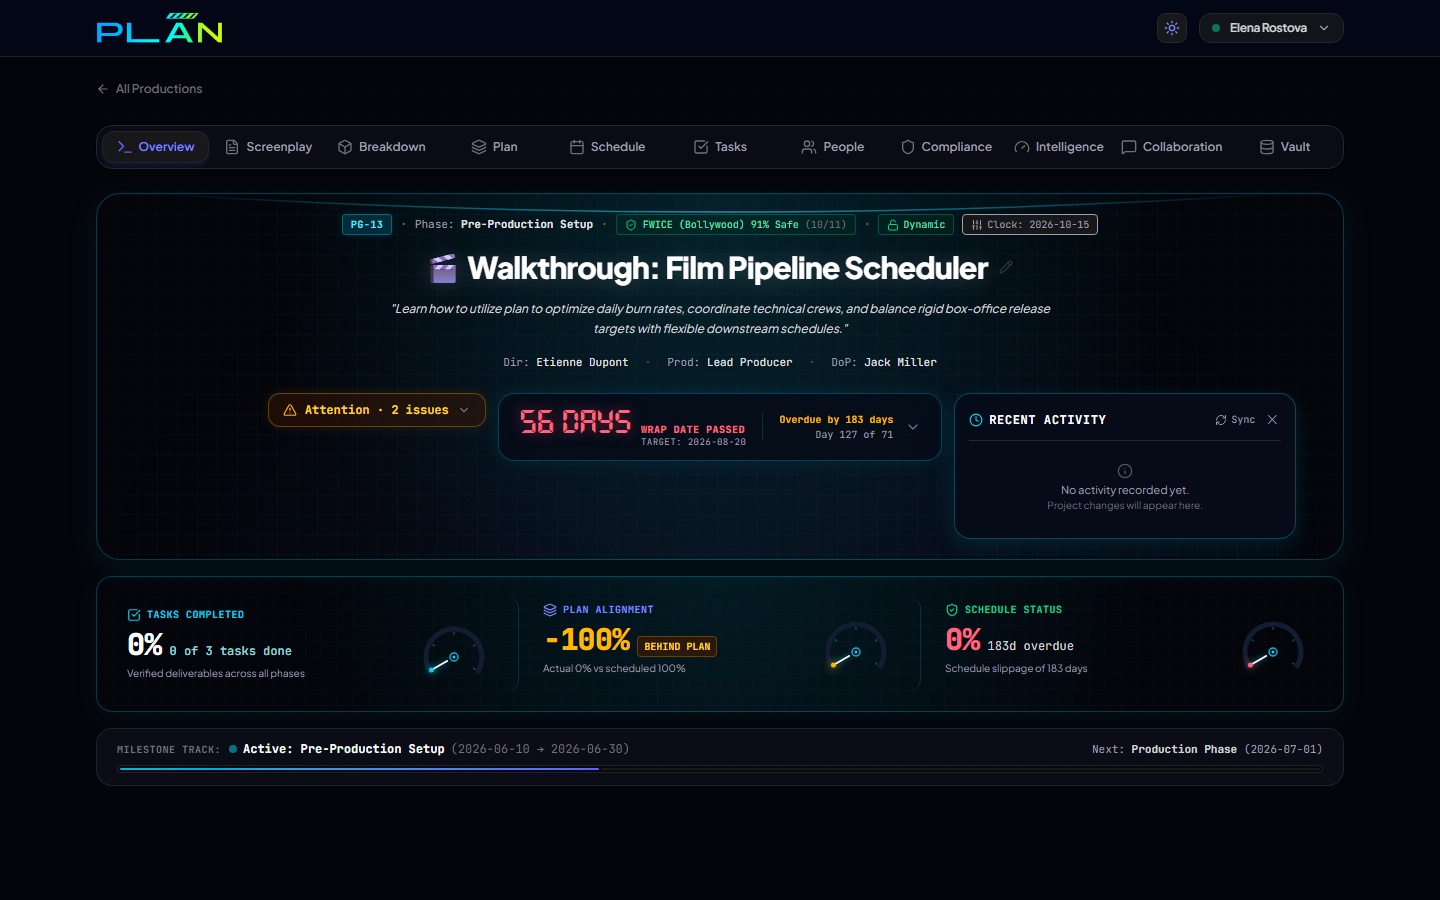 PLAN
Elena Rostova
All Productions
Overview Screenplay Breakdown Plan Schedule Tasks People Compliance Intelligence Collaboration Vault
PG-13 · Phase: Pre-Production Setup · FWICE (Bollywood) 91% Safe (10/11) · Dynamic Clock: 2026-10-15
🎬 Walkthrough: Film Pipeline Scheduler
"Learn how to utilize plan to optimize daily burn rates, coordinate technical crews, and balance rigid box-office release
targets with flexible downstream schedules."
Dir: Etienne Dupont · Prod: Lead Producer · DoP: Jack Miller
Attention · 2 issues
56 DAYS
WRAP DATE PASSED
TARGET: 2026-08-20
Overdue by 183 days
Day 127 of 71
RECENT ACTIVITY Sync
No activity recorded yet.
Project changes will appear here.
TASKS COMPLETED
0% 0 of 3 tasks done
Verified deliverables across all phases
PLAN ALIGNMENT
-100% BEHIND PLAN
Actual 0% vs scheduled 100%
SCHEDULE STATUS
0% 183d overdue
Schedule slippage of 183 days
MILESTONE TRACK: Active: Pre-Production Setup (2026-06-10 → 2026-06-30)
Next: Production Phase (2026-07-01)